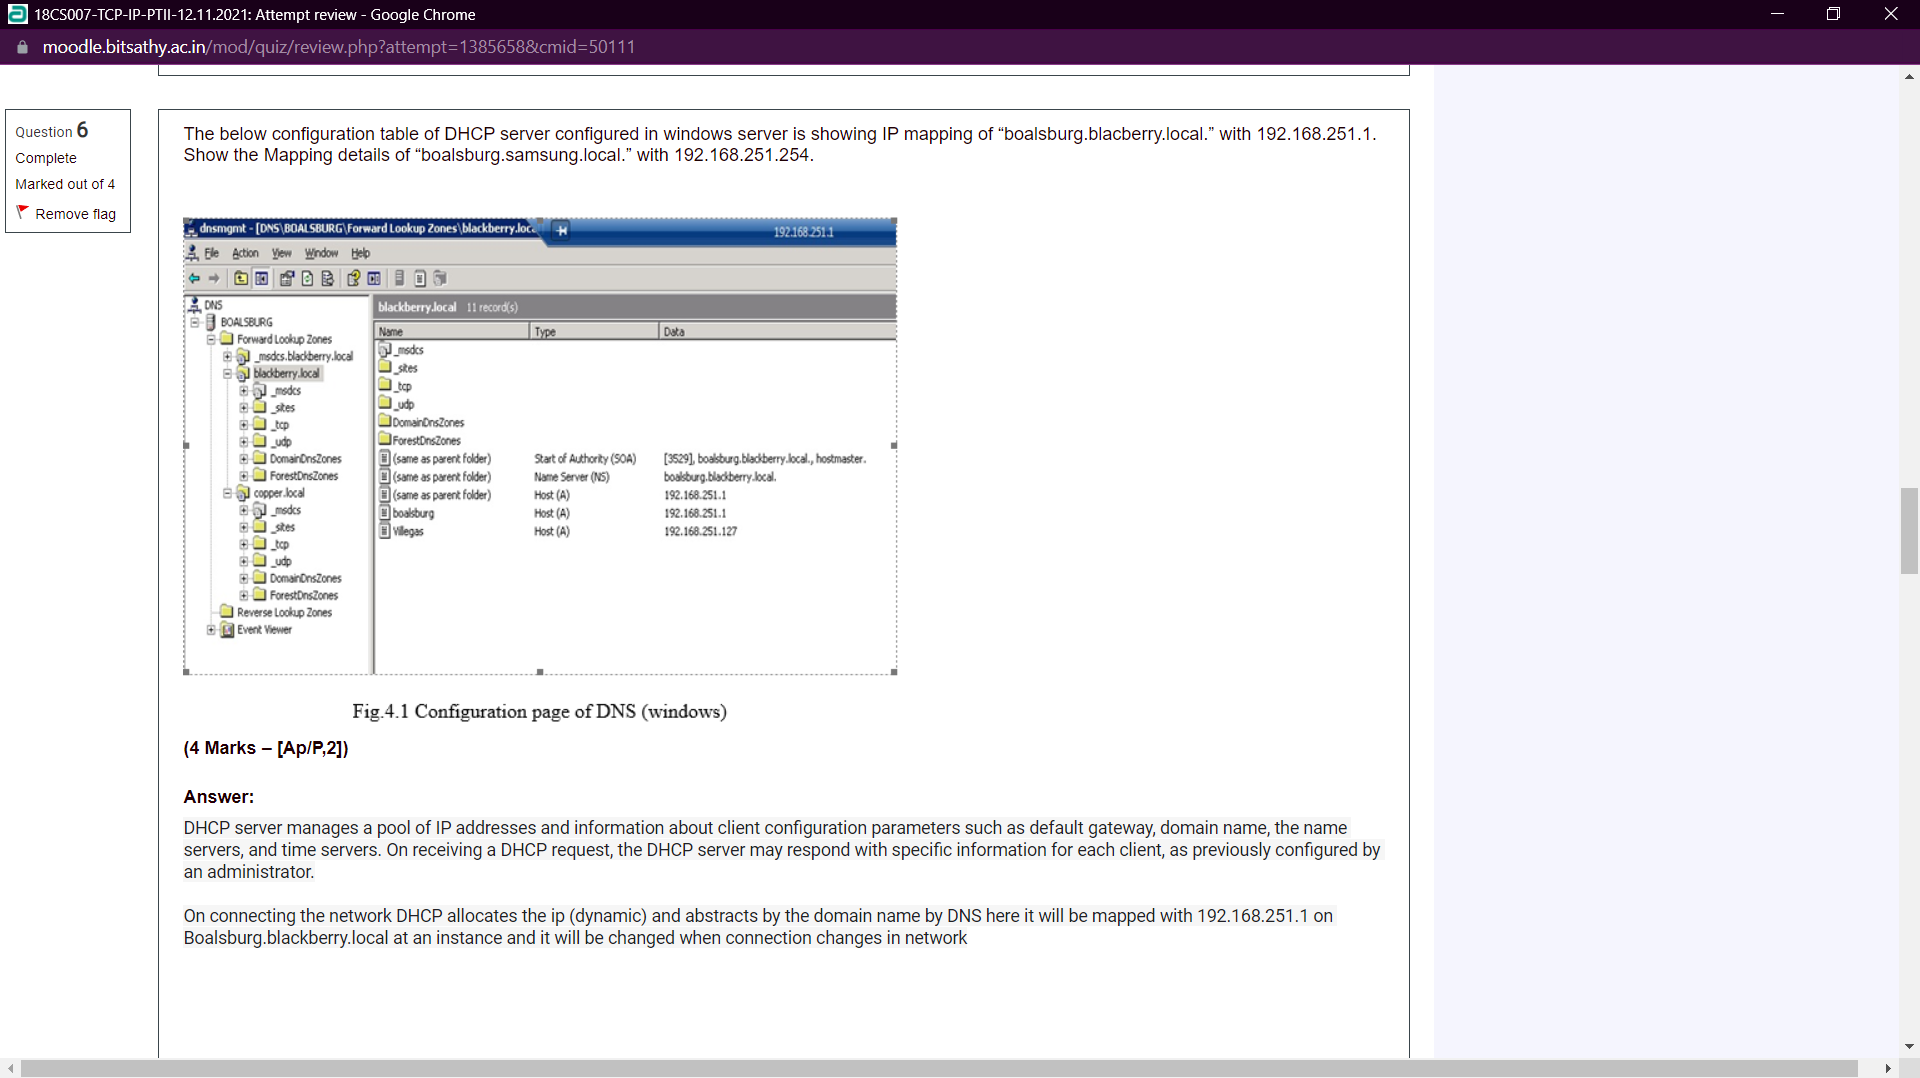 18CS007-TCP-IP-PTII-12.11.2021: Attempt review - Google Chrome
moodle.bitsathy.ac.in/mod/quiz/review.php?attempt=1385658&cmid=50111
Question 6
Complete
Marked out of 4
Remove flag
The below configuration table of DHCP server configured in windows server is showing IP mapping of “boalsburg.blacberry.local.” with 192.168.251.1.
Show the Mapping details of “boalsburg.samsung.local.” with 192.168.251.254.
dnsmgmt - [DNS\BOALSBURG\Forward Lookup Zones\blackberry.loc
192.168.251.1
File Action View Window Help
DNS
BOALSBURG
Forward Lookup Zones
_msdcs.blackberry.local
blackberry.local
_msdcs
_sites
_tcp
_udp
DomainDnsZones
ForestDnsZones
copper.local
_msdcs
_sites
_tcp
_udp
DomainDnsZones
ForestDnsZones
Reverse Lookup Zones
Event Viewer
blackberry.local 11 record(s)
Name Type Data
_msdcs
_sites
_tcp
_udp
DomainDnsZones
ForestDnsZones
(same as parent folder) Start of Authority (SOA) [3529], boalsburg.blackberry.local., hostmaster.
(same as parent folder) Name Server (NS) boalsburg.blackberry.local.
(same as parent folder) Host (A) 192.168.251.1
boalsburg Host (A) 192.168.251.1
Villegas Host (A) 192.168.251.127
Fig.4.1 Configuration page of DNS (windows)
(4 Marks – [Ap/P,2])
Answer:
DHCP server manages a pool of IP addresses and information about client configuration parameters such as default gateway, domain name, the name
servers, and time servers. On receiving a DHCP request, the DHCP server may respond with specific information for each client, as previously configured by
an administrator.
On connecting the network DHCP allocates the ip (dynamic) and abstracts by the domain name by DNS here it will be mapped with 192.168.251.1 on
Boalsburg.blackberry.local at an instance and it will be changed when connection changes in network